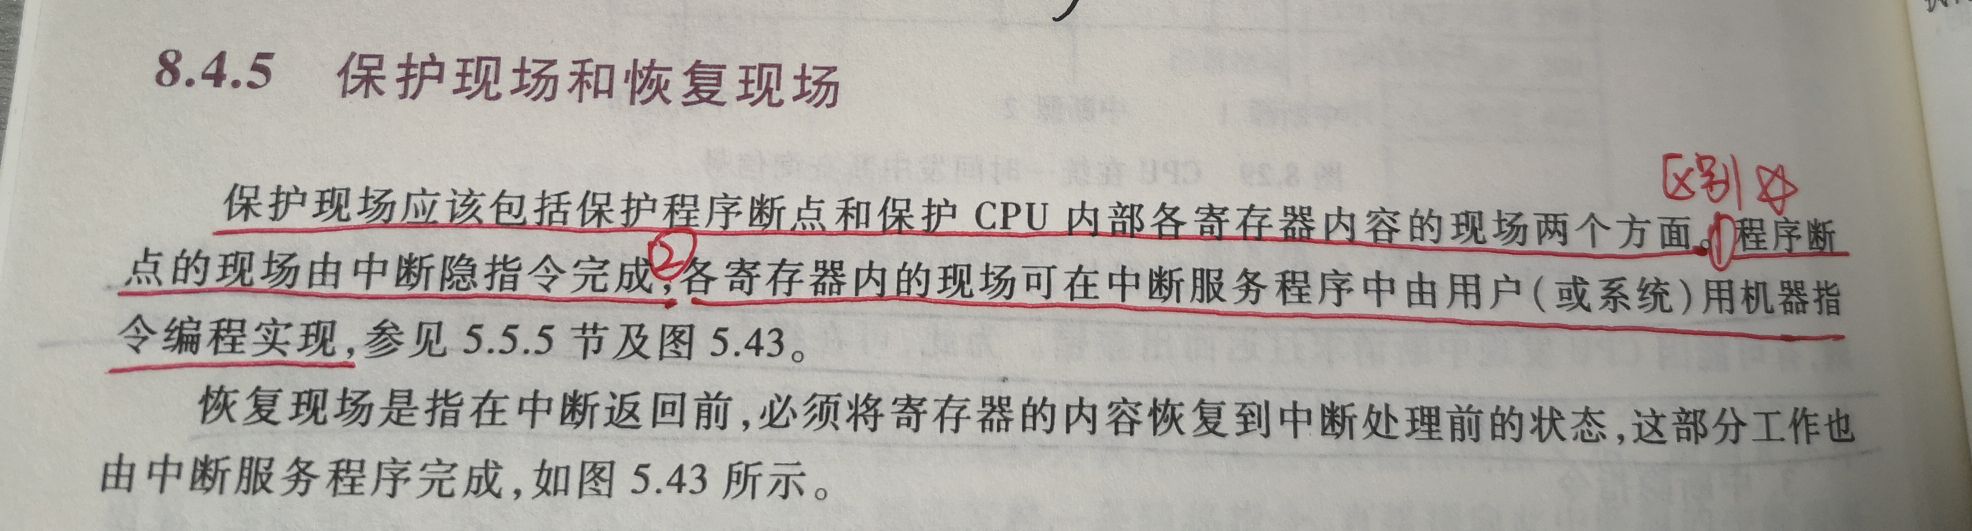 8.4.5 保护现场和恢复现场
区别☆
保护现场应该包括保护程序断点和保护 CPU 内部各寄存器内容的现场两个方面。①程序断
点的现场由中断隐指令完成,②各寄存器内的现场可在中断服务程序中由用户(或系统)用机器指
令编程实现,参见 5.5.5 节及图 5.43。
恢复现场是指在中断返回前,必须将寄存器的内容恢复到中断处理前的状态,这部分工作也
由中断服务程序完成,如图 5.43 所示。